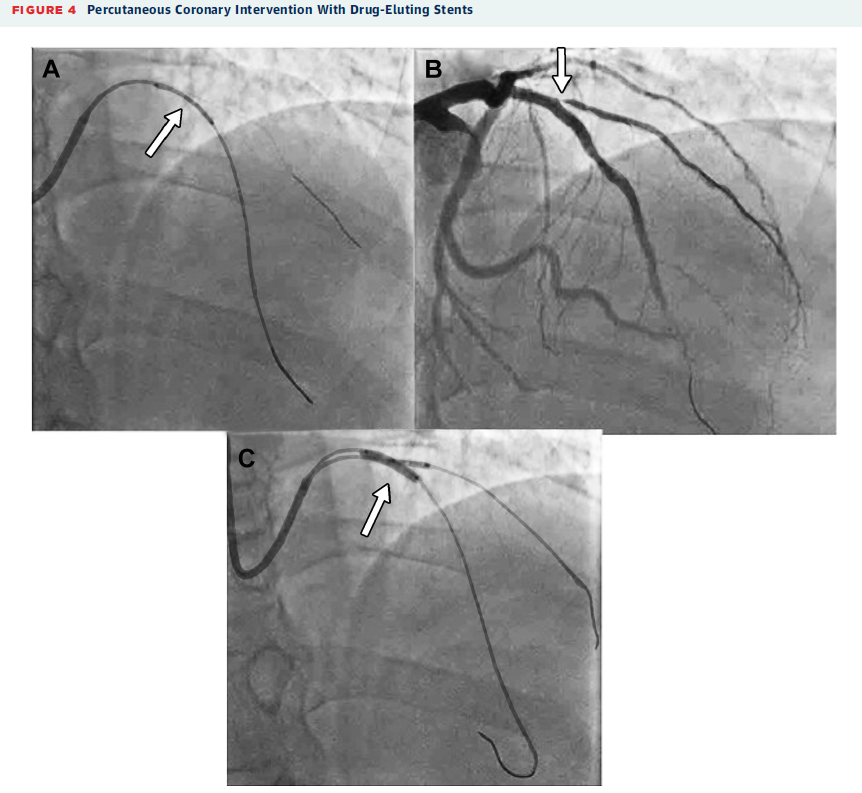 FIGURE 4 Percutaneous Coronary Intervention With Drug-Eluting Stents
A
B
C